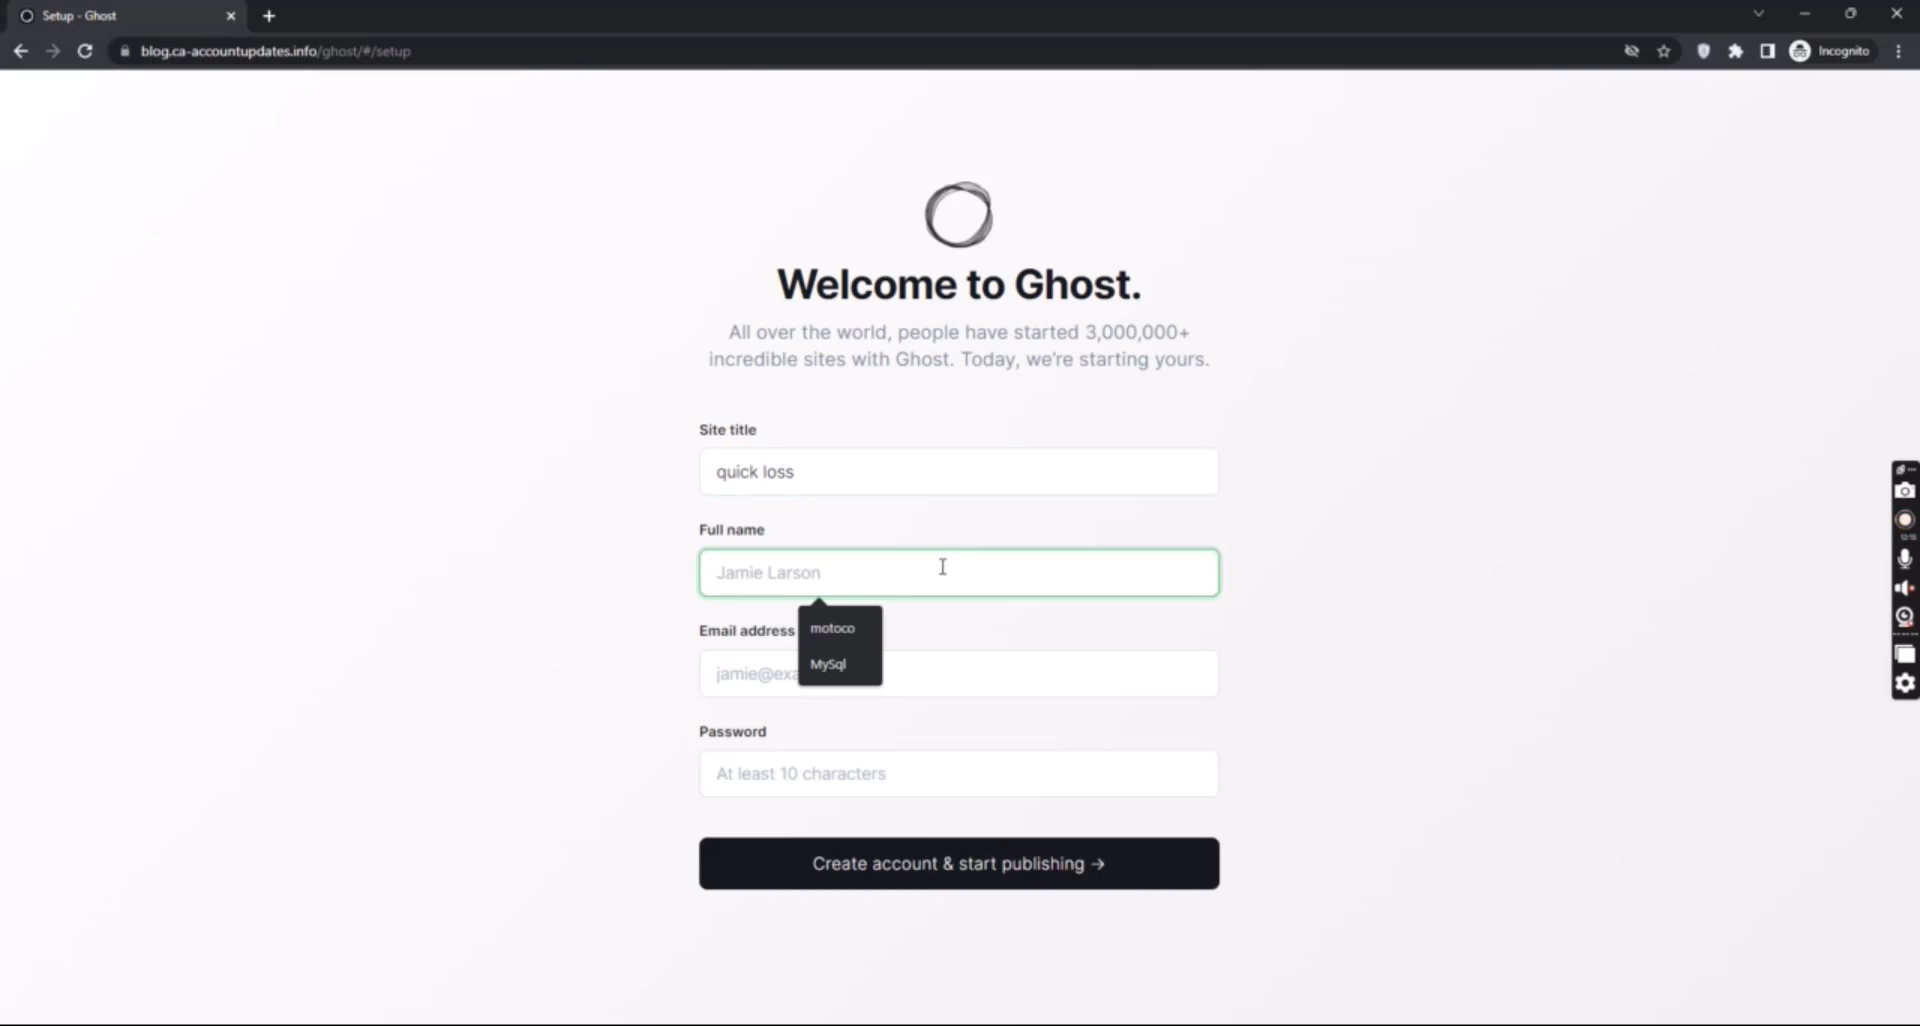 Setup - Ghost
blog.ca-accountupdates.info/ghost/#/setup
Incognito
Welcome to Ghost.
All over the world, people have started 3,000,000+
incredible sites with Ghost. Today, we're starting yours.
Site title
quick loss
Full name
Jamie Larson
motoco
Email address
MySql
jamie@exa
Password
At least 10 characters
Create account & start publishing →